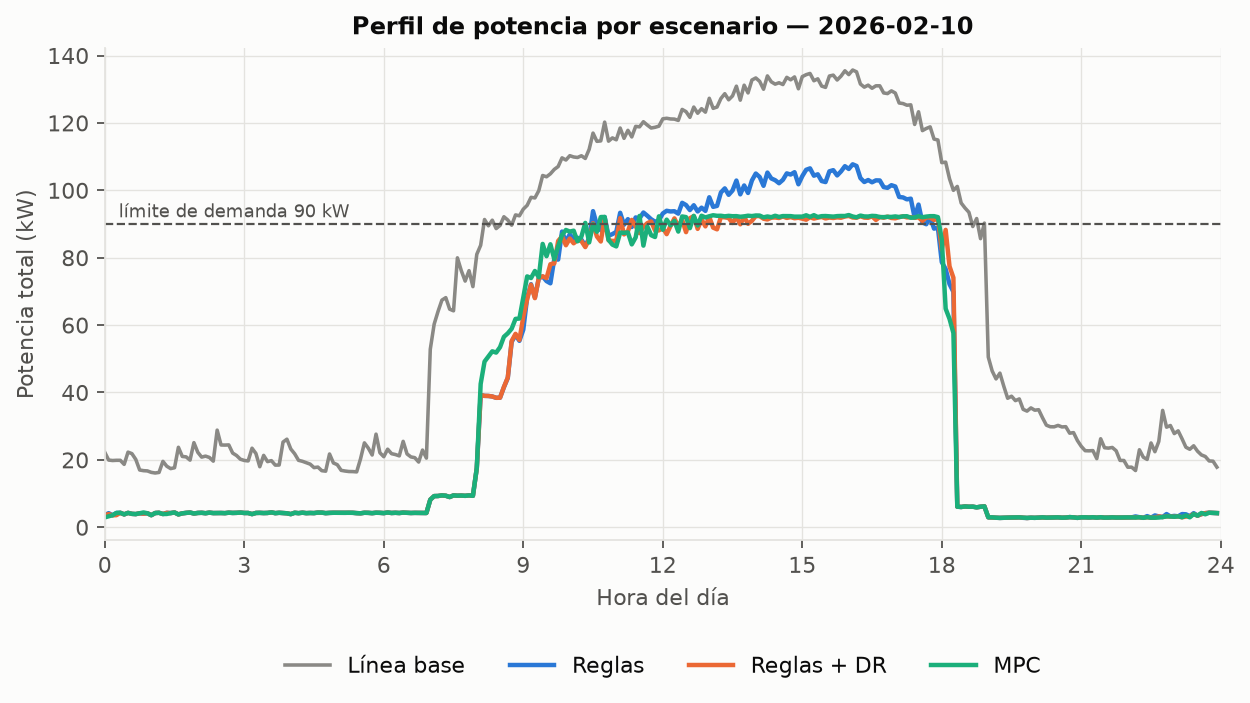 Perfil de potencia por escenario — 2026-02-10
Potencia total (kW)
140
120
100
80
60
40
20
0
límite de demanda 90 kW
0 3 6 9 12 15 18 21 24
Hora del día
Línea base Reglas Reglas + DR MPC